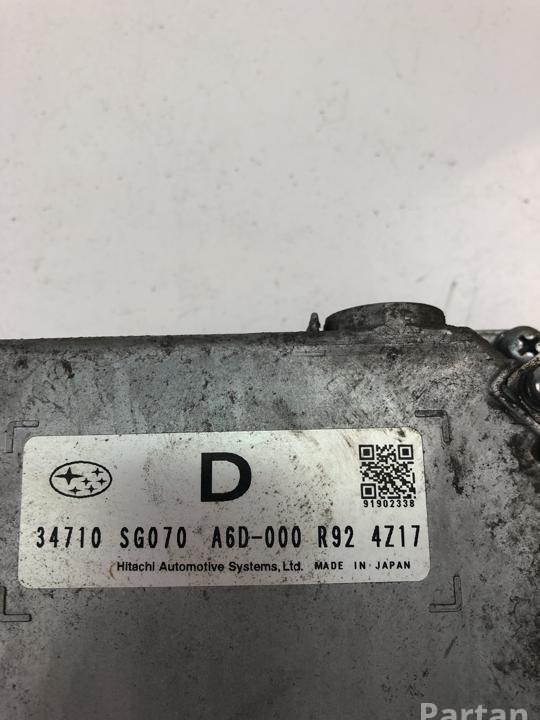 D
91902338
34710 SG070 A6D-000 R92 4Z17
Hitachi Automotive Systems, Ltd. MADE IN JAPAN
Partan